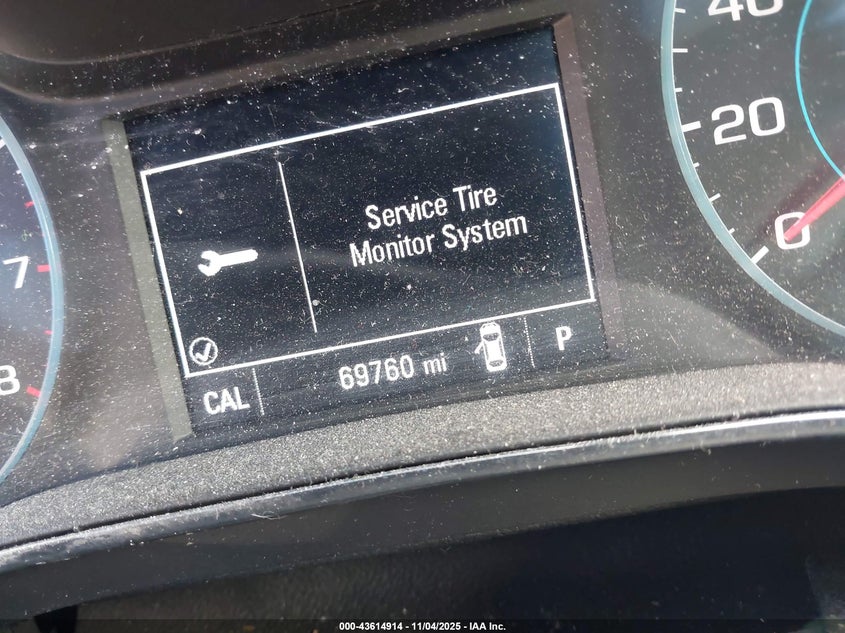 40
20
0
7
8
Service Tire
Monitor System
CAL
69760 mi
P
000-43614914 - 11/04/2025 - IAA Inc.